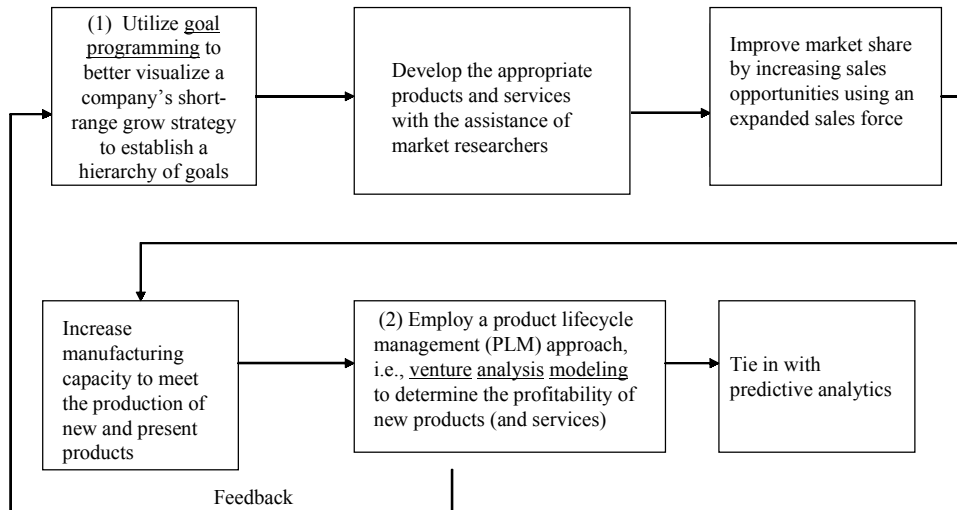 (1) Utilize goal
programming to
better visualize a
company's short-
range grow strategy
to establish a
hierarchy of goals
Develop the appropriate
products and services
with the assistance of
market researchers
Improve market share
by increasing sales
opportunities using an
expanded sales force
Increase
manufacturing
capacity to meet
the production of
new and present
products
(2) Employ a product lifecycle
management (PLM) approach,
i.e., venture analysis modeling
to determine the profitability of
new products (and services)
Tie in with
predictive analytics
Feedback